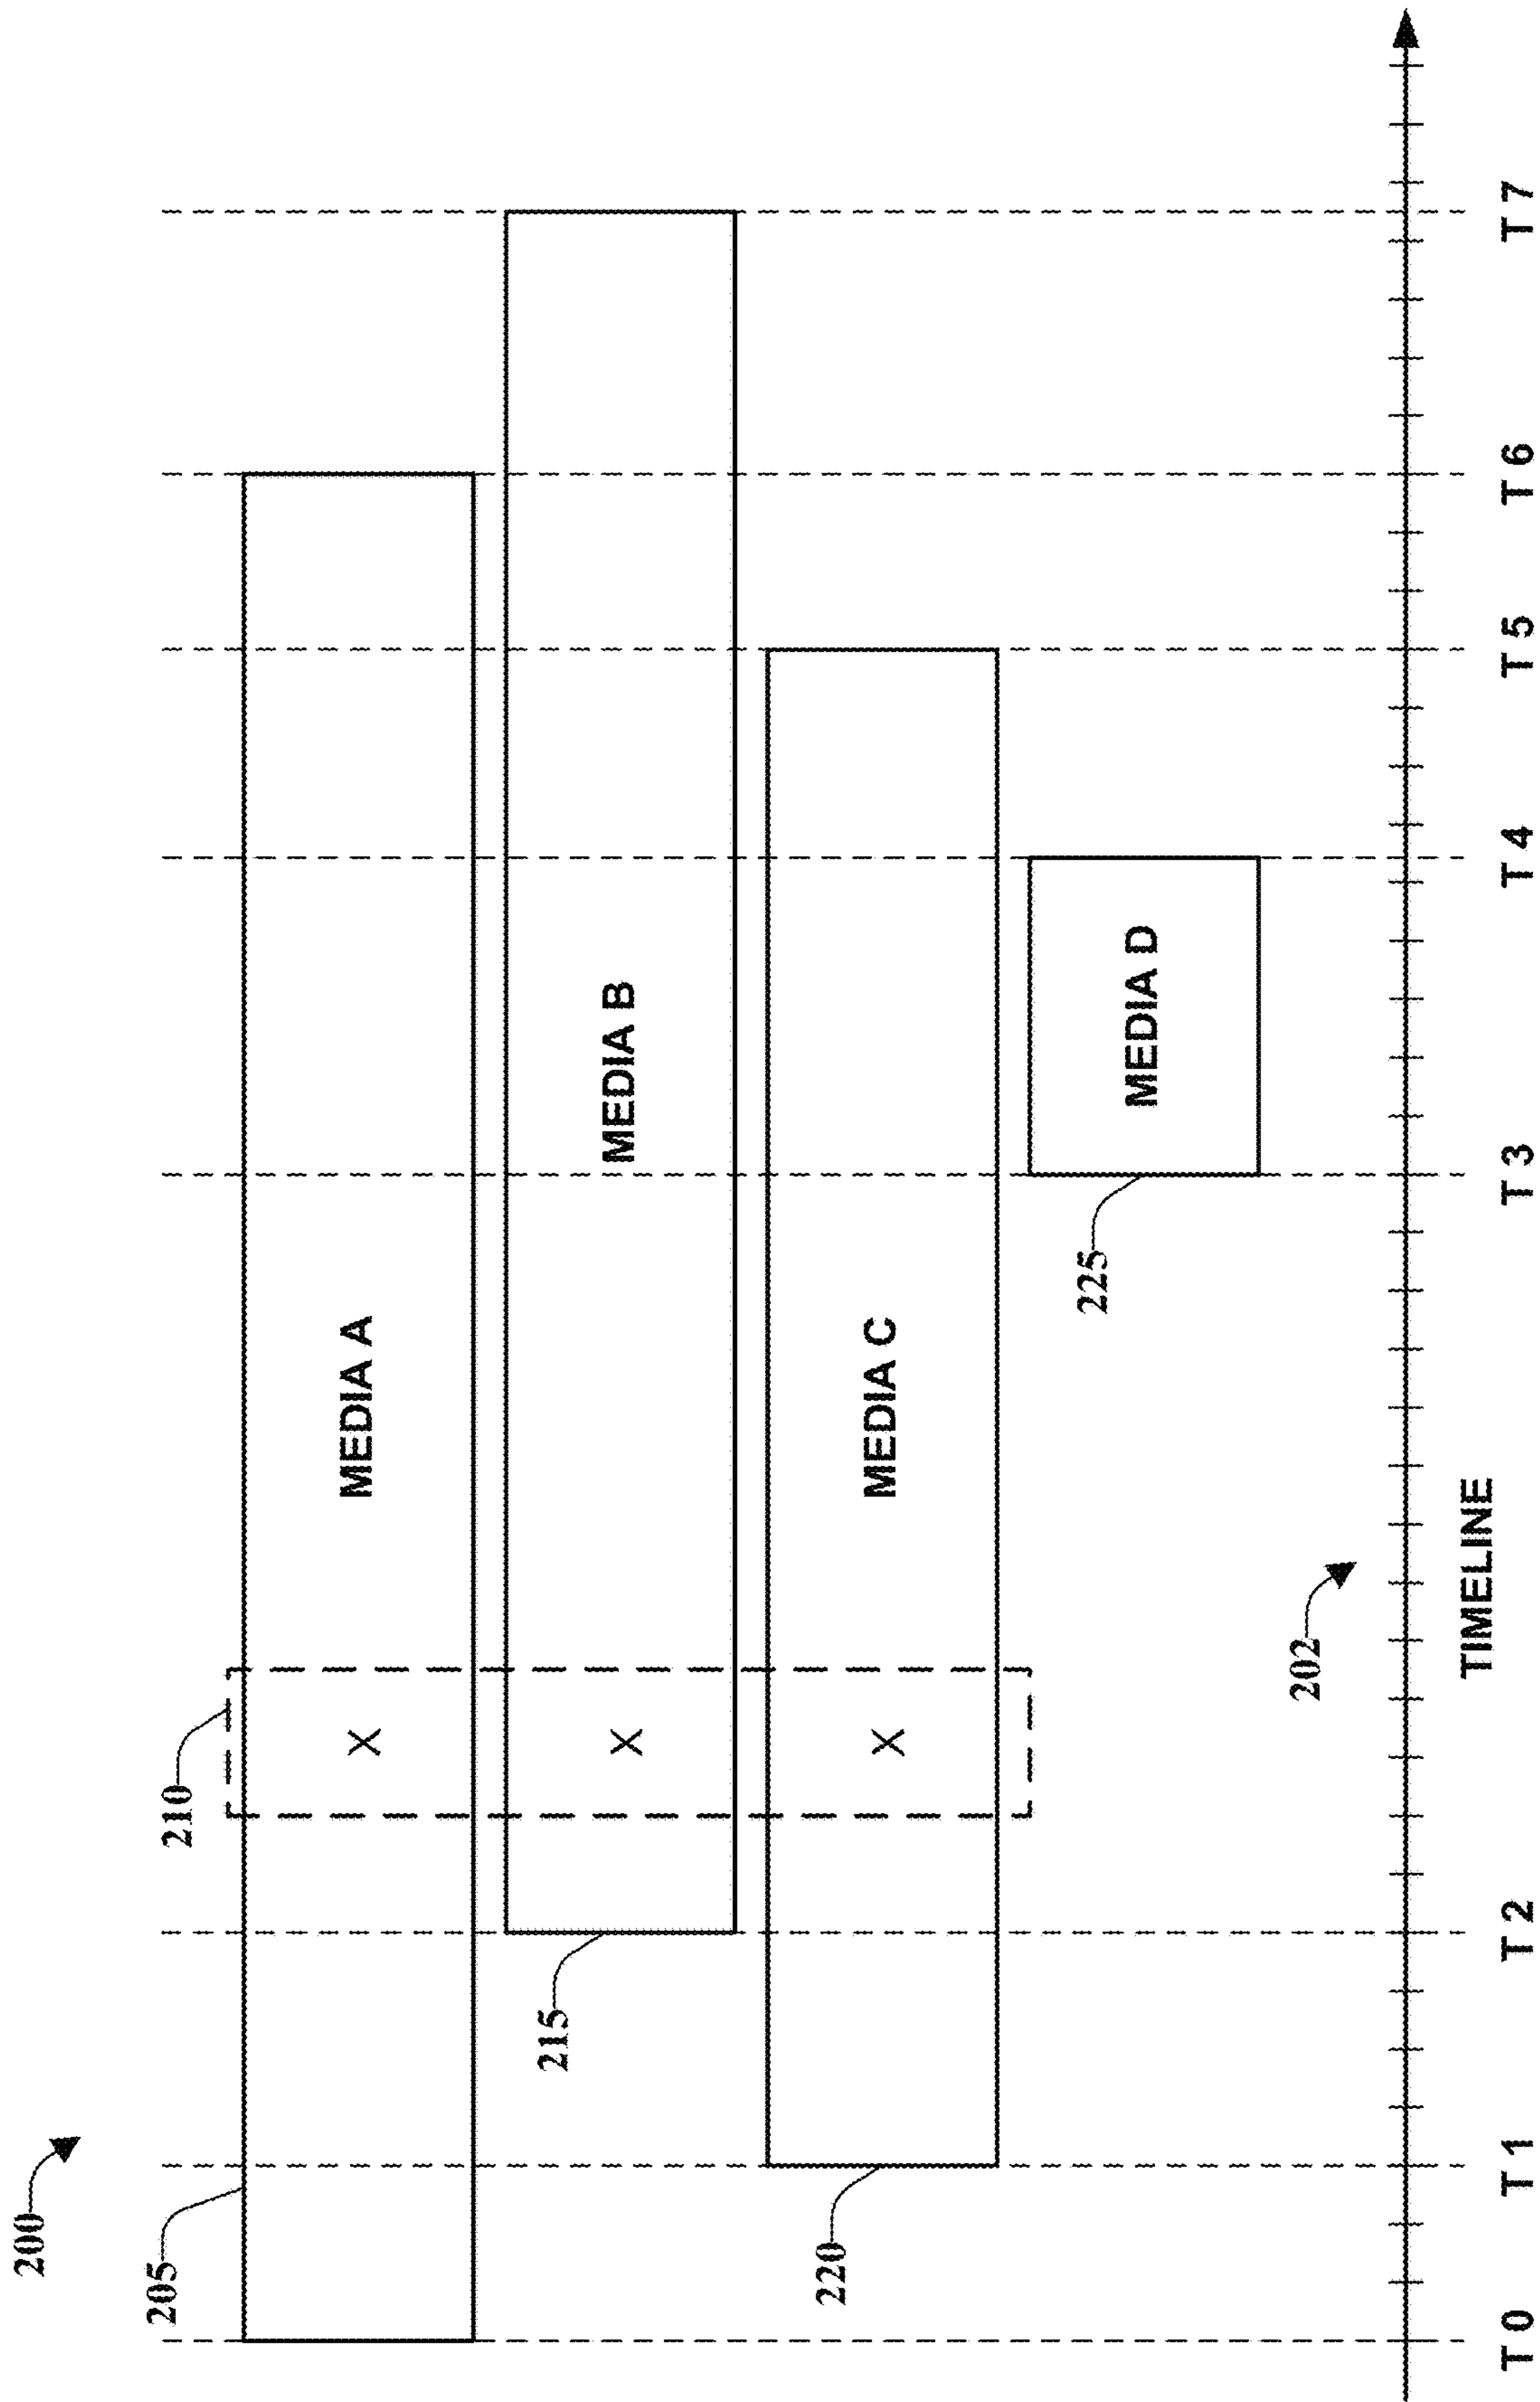 200
205
210
MEDIA A
X
215
X
MEDIA B
220
X
MEDIA C
225
MEDIA D
202
TIMELINE
T 0
T 1
T 2
T 3
T 4
T 5
T 6
T 7